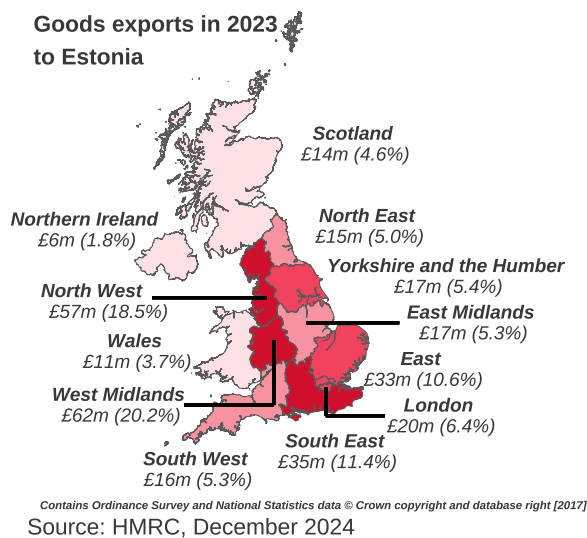 Goods exports in 2023
to Estonia
Scotland
£14m (4.6%)
Northern Ireland
£6m (1.8%)
North East
£15m (5.0%)
Yorkshire and the Humber
£17m (5.4%)
North West
£57m (18.5%)
East Midlands
£17m (5.3%)
Wales
£11m (3.7%)
East
£33m (10.6%)
West Midlands
£62m (20.2%)
London
£20m (6.4%)
South East
£35m (11.4%)
South West
£16m (5.3%)
Contains Ordinance Survey and National Statistics data © Crown copyright and database right [2017]
Source: HMRC, December 2024